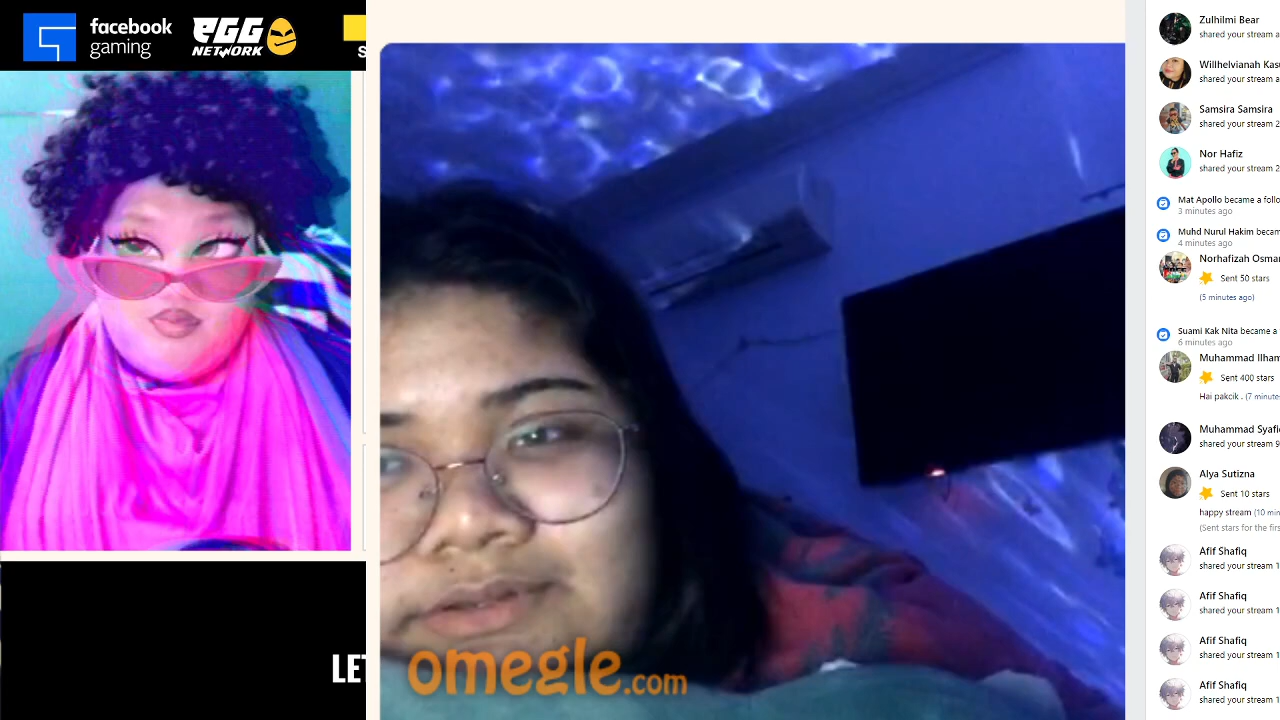 facebook
gaming
EGG
NETWORK
S
LET
omegle.com
Zulhilmi Bear
shared your stream
Willhelvianah Kas
shared your stream
Samsira Samsira
shared your stream 2
Nor Hafiz
shared your stream 2
Mat Apollo became a follo
3 minutes ago
Muhd Nurul Hakim becam
4 minutes ago
Norhafizah Osma
Sent 50 stars
(5 minutes ago)
Suami Kak Nita became a
6 minutes ago
Muhammad Ilham
Sent 400 stars
Hai pakcik . (7 minute
Muhammad Syafi
shared your stream 9
Alya Sutizna
Sent 10 stars
happy stream (10 min
(Sent stars for the firs
Afif Shafiq
shared your stream 1
Afif Shafiq
shared your stream 1
Afif Shafiq
shared your stream 1
Afif Shafiq
shared your stream 1